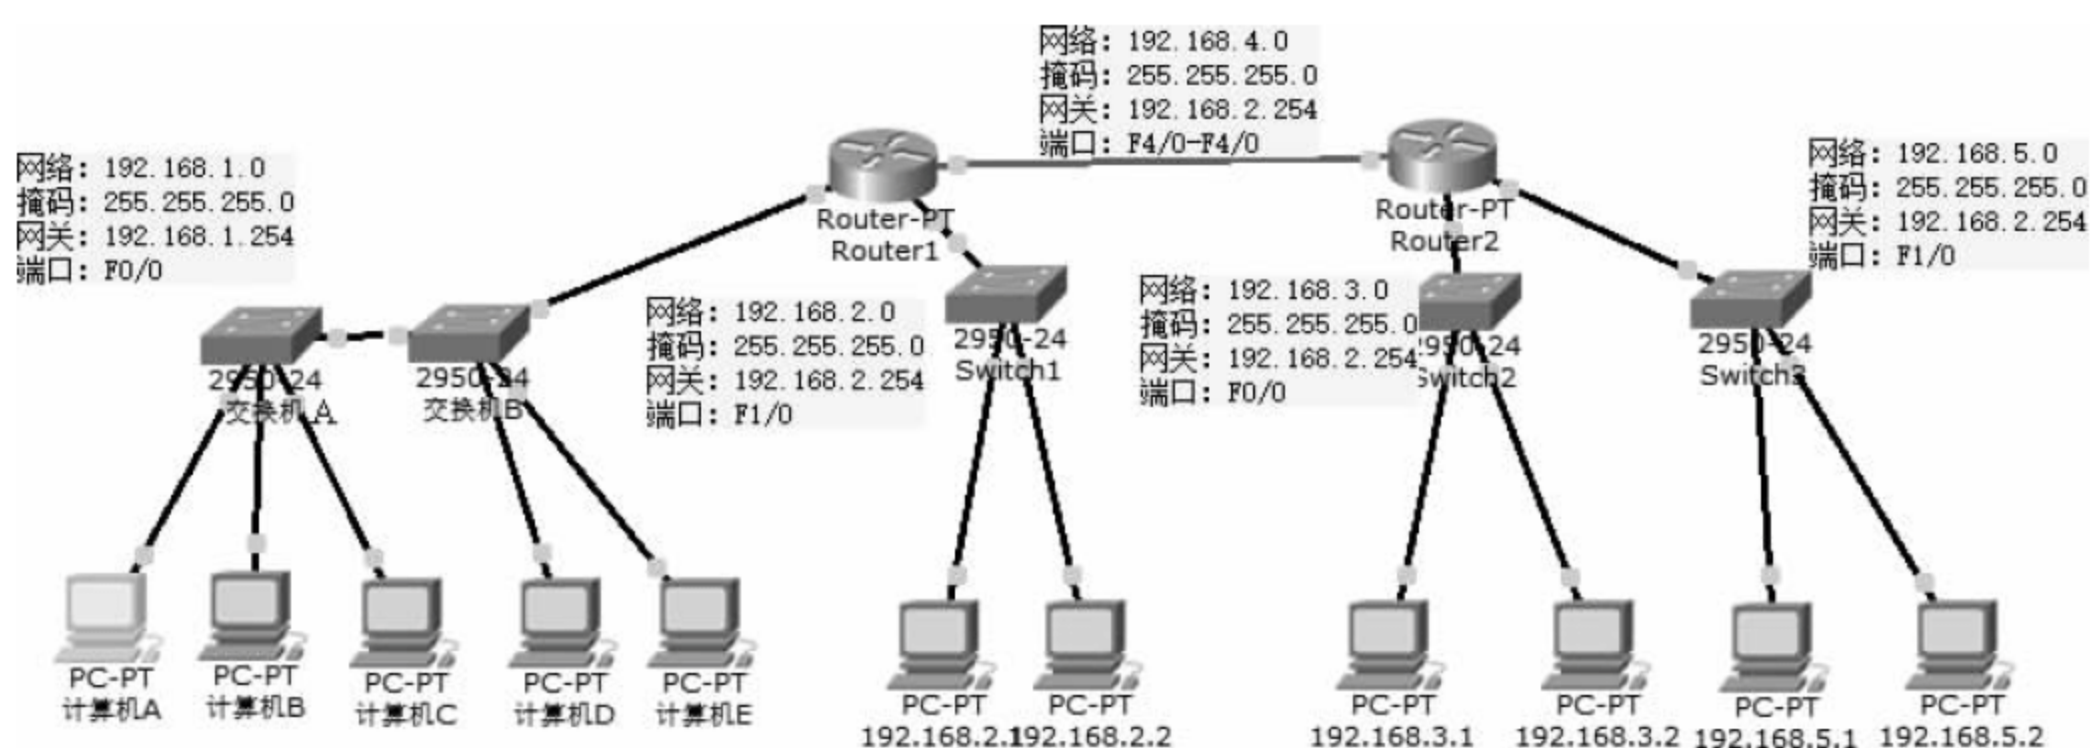 网络: 192.168.4.0
掩码: 255.255.255.0
网关: 192.168.2.254
端口: F4/0-F4/0
网络: 192.168.1.0
掩码: 255.255.255.0
网关: 192.168.1.254
端口: F0/0
网络: 192.168.5.0
掩码: 255.255.255.0
网关: 192.168.2.254
端口: F1/0
Router-PT
Router1
Router-PT
Router2
网络: 192.168.2.0
掩码: 255.255.255.0
网关: 192.168.2.254
端口: F1/0
网络: 192.168.3.0
掩码: 255.255.255.0
网关: 192.168.2.254
端口: F0/0
2950-24
交换机A
2950-24
交换机B
2950-24
Switch1
2950-24
Switch2
2950-24
Switch3
PC-PT
计算机A
PC-PT
计算机B
PC-PT
计算机C
PC-PT
计算机D
PC-PT
计算机E
PC-PT
192.168.2.1
PC-PT
192.168.2.2
PC-PT
192.168.3.1
PC-PT
192.168.3.2
PC-PT
192.168.5.1
PC-PT
192.168.5.2